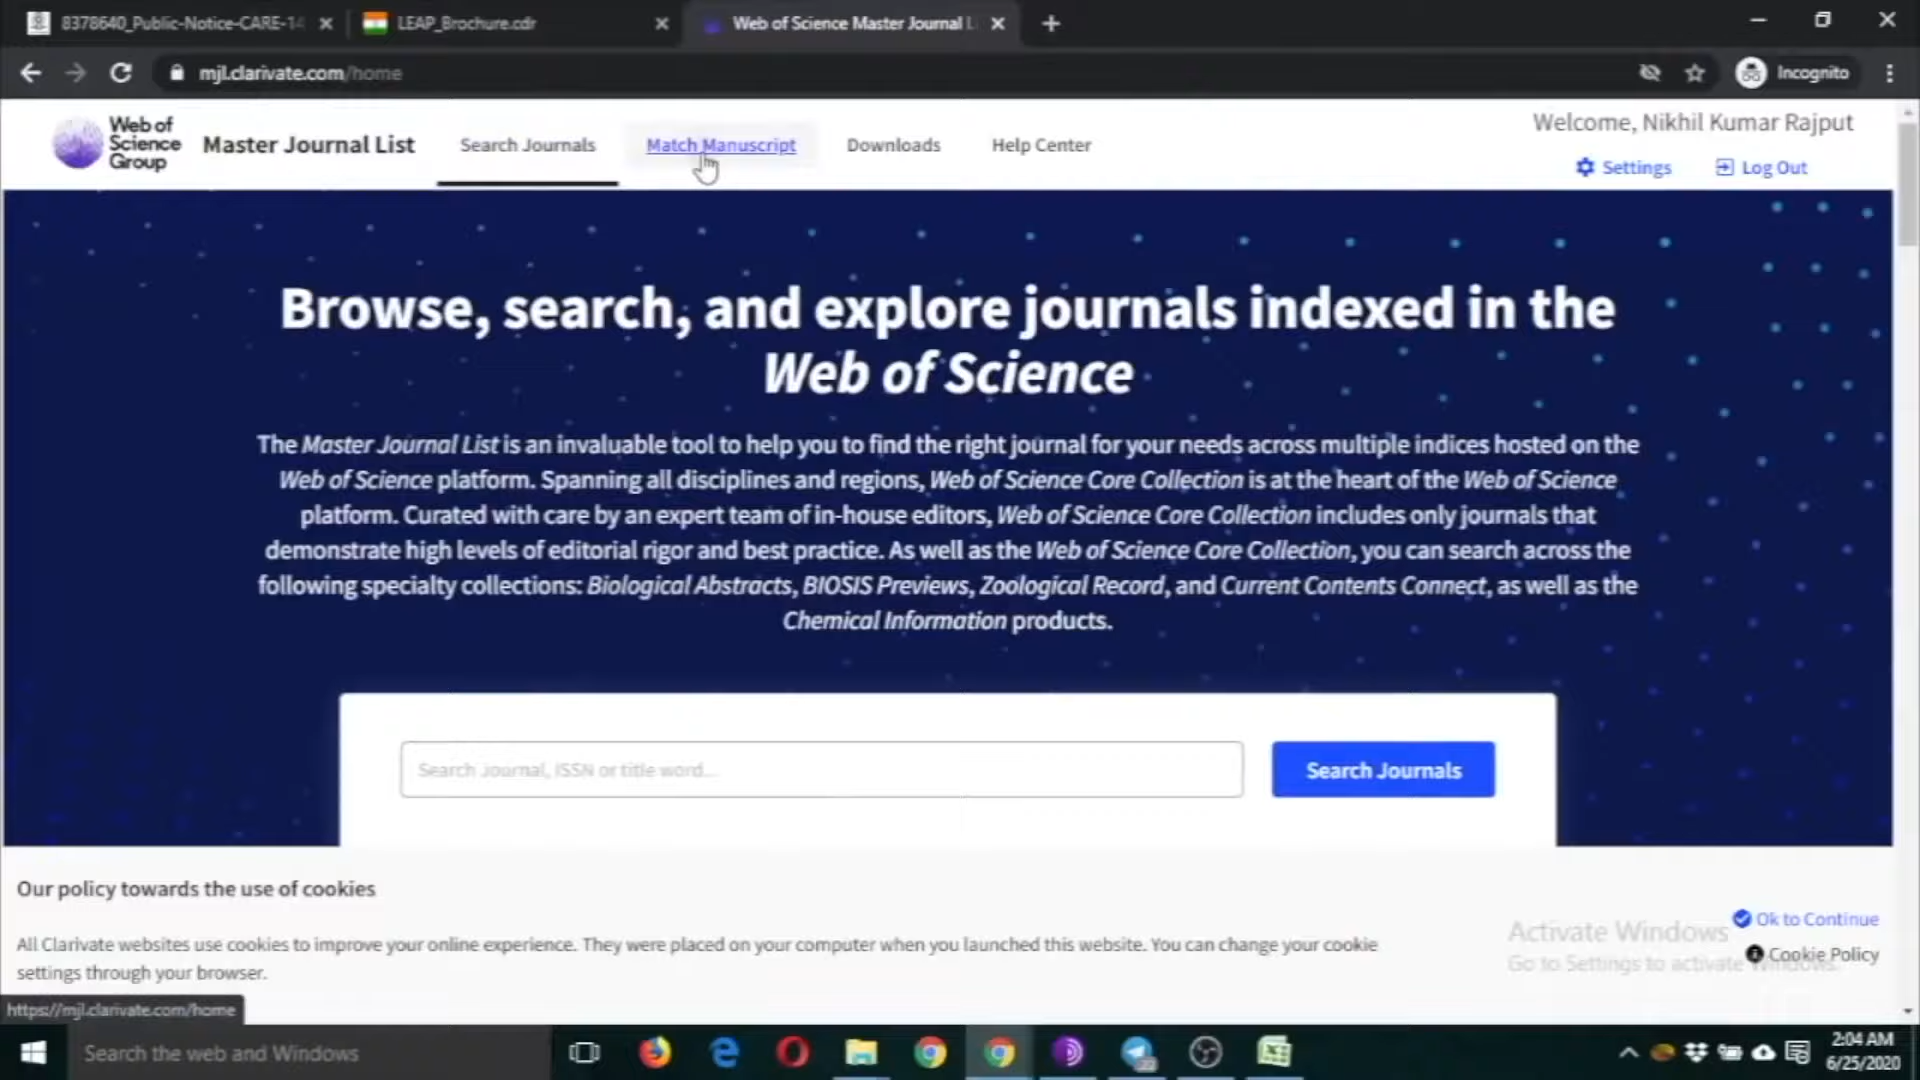 8378640_Public-Notice-CARE-14
LEAP_Brochure.cdr
Web of Science Master Journal L
mjl.clarivate.com/home
Incognito
Web of
Science
Group
Master Journal List
Search Journals
Match Manuscript
Downloads
Help Center
Welcome, Nikhil Kumar Rajput
Settings
Log Out
Browse, search, and explore journals indexed in the
Web of Science
The Master Journal List is an invaluable tool to help you to find the right journal for your needs across multiple indices hosted on the
Web of Science platform. Spanning all disciplines and regions, Web of Science Core Collection is at the heart of the Web of Science
platform. Curated with care by an expert team of in-house editors, Web of Science Core Collection includes only journals that
demonstrate high levels of editorial rigor and best practice. As well as the Web of Science Core Collection, you can search across the
following specialty collections: Biological Abstracts, BIOSIS Previews, Zoological Record, and Current Contents Connect, as well as the
Chemical Information products.
Search Journal, ISSN or title word...
Search Journals
Our policy towards the use of cookies
All Clarivate websites use cookies to improve your online experience. They were placed on your computer when you launched this website. You can change your cookie
settings through your browser.
Ok to Continue
Cookie Policy
Activate Windows
Go to Settings to activate Windows.
https://mjl.clarivate.com/home
Search the web and Windows
2:04 AM
6/25/2020